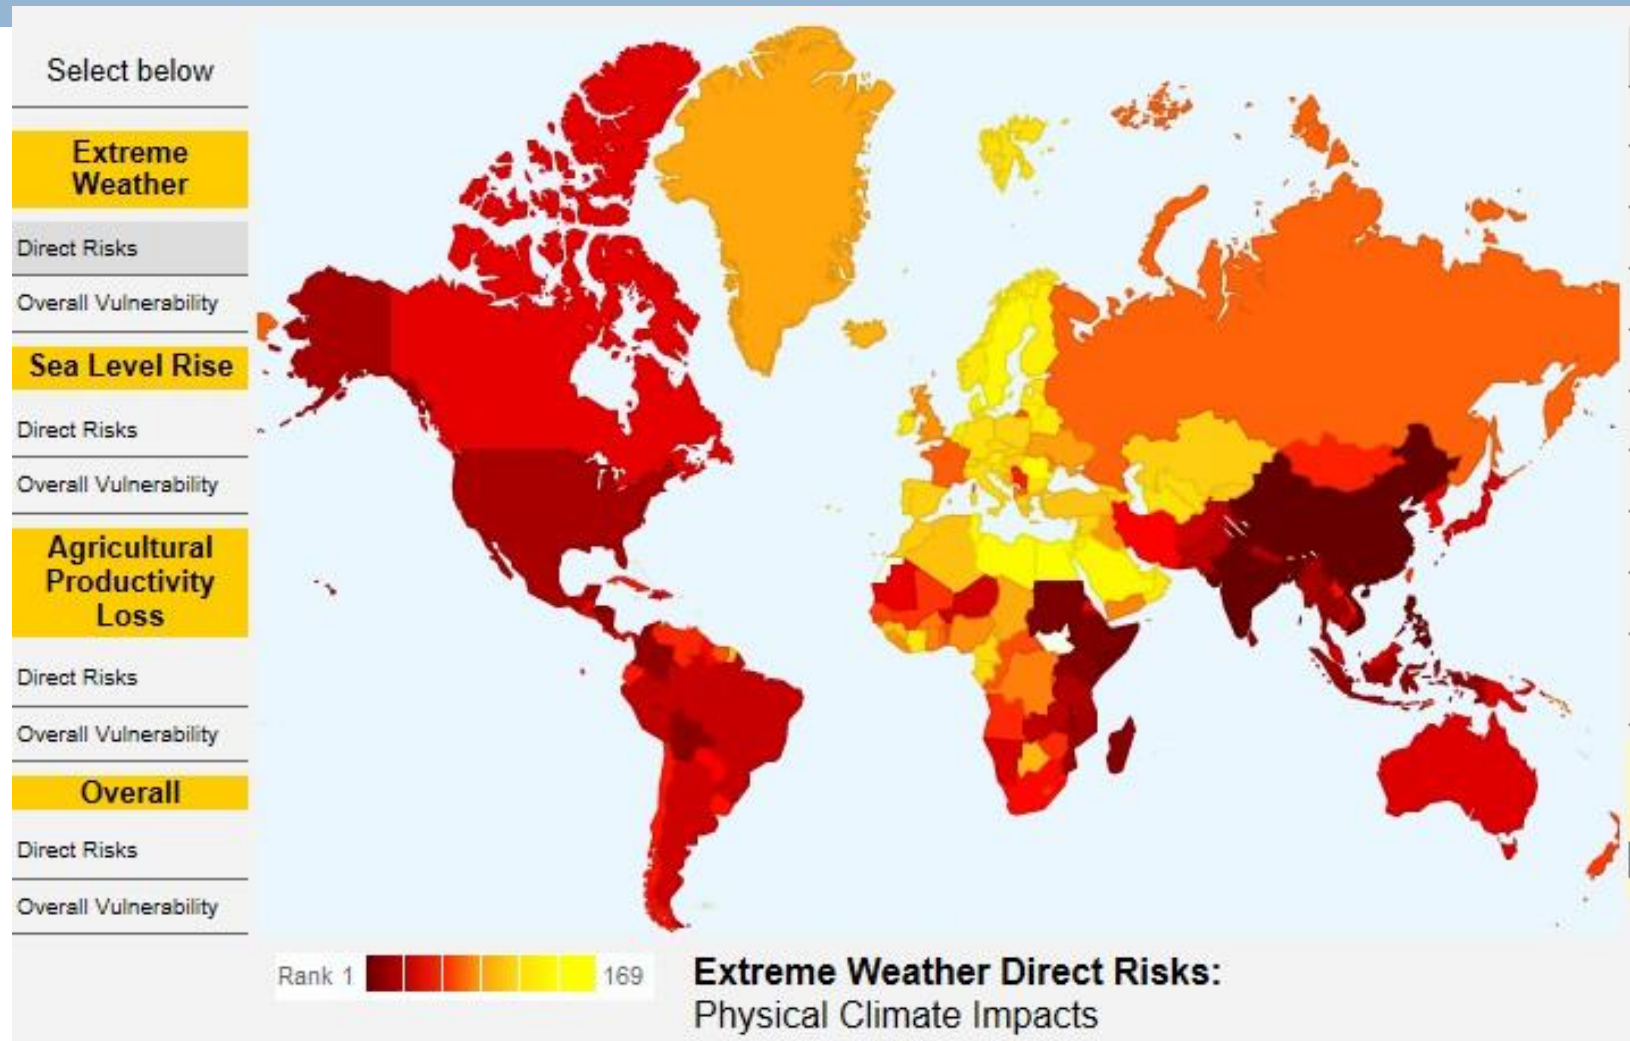 Select below
Extreme
Weather
Direct Risks
Overall Vulnerability
Sea Level Rise
Direct Risks
Overall Vulnerability
Agricultural
Productivity
Loss
Direct Risks
Overall Vulnerability
Overall
Direct Risks
Overall Vulnerability
Rank 1 169
Extreme Weather Direct Risks:
Physical Climate Impacts